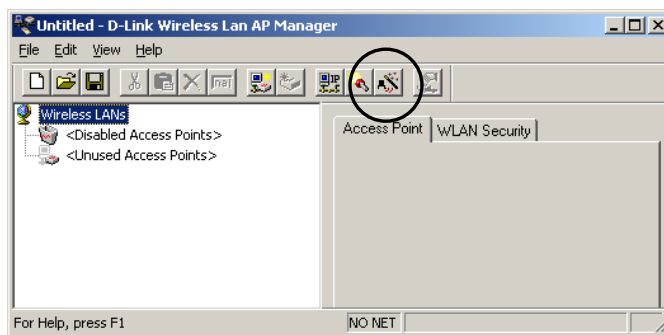 Untitled - D-Link Wireless Lan AP Manager
File Edit View Help
Wireless LANs
<Disabled Access Points>
<Unused Access Points>
Access Point WLAN Security
For Help, press F1 NO NET